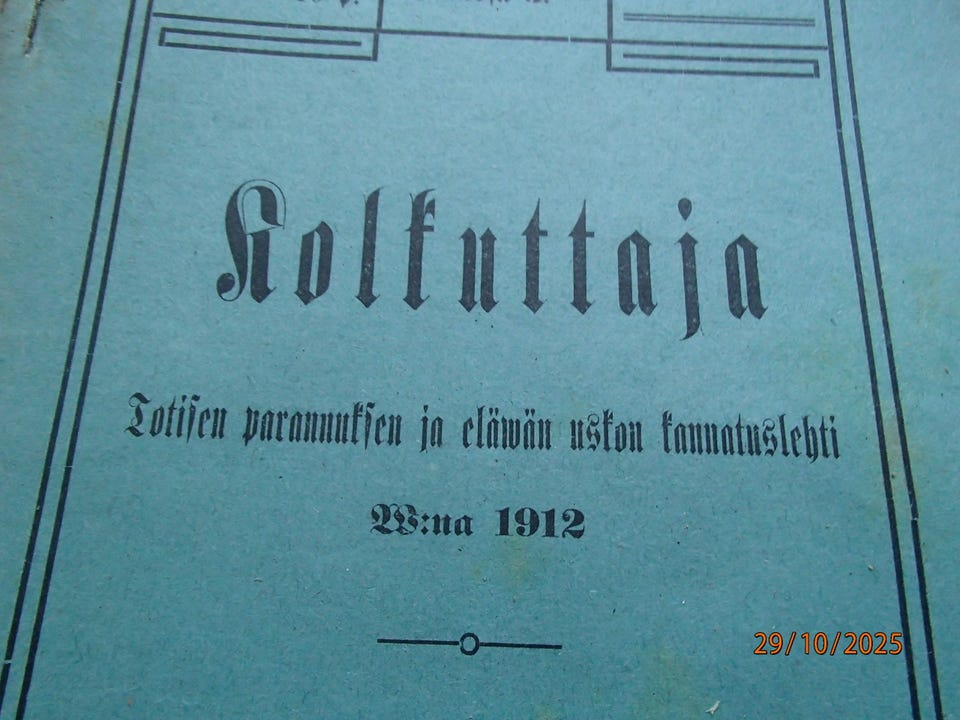 Kolkuttaja
Totisen parannuksen ja eläwän uskon kannatuslehti
W:na 1912
29/10/2025